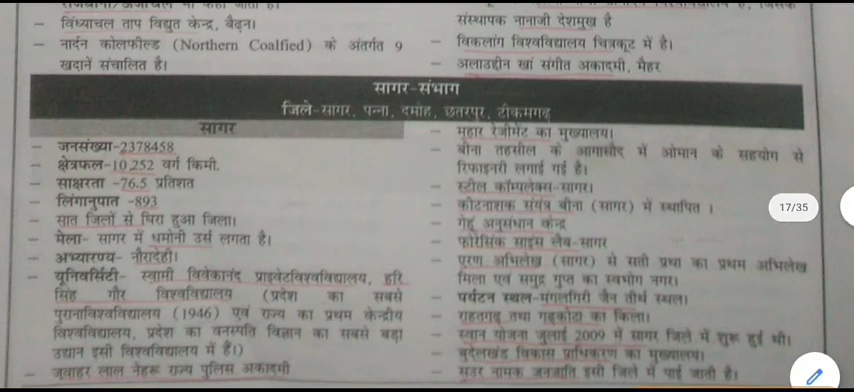 विंध्याचल ताप विद्युत केन्द्र, बैढ़न।
– नार्दन कोलफील्ड (Northern Coalfied) के अंतर्गत 9
खदानें संचालित है।
संस्थापक नानाजी देशमुख है
– विकलांग विश्वविद्यालय चित्रकूट में है।
– अलाउद्दीन खां संगीत अकादमी, मैहर
सागर-संभाग
जिले-सागर, पन्ना, दमोह, छतरपुर, टीकमगढ़
सागर
– जनसंख्या-2378458
– क्षेत्रफल-10,252 वर्ग किमी.
– साक्षरता -76.5 प्रतिशत
– लिंगानुपात -893
– सात जिलों से घिरा हुआ जिला।
– मेला- सागर में धमोनी उर्स लगता है।
– अभ्यारण्य- नौरादेही।
– यूनिवर्सिटी- स्वामी विवेकानंद प्राइवेटविश्वविद्यालय, हरि
सिंह गौर विश्वविद्यालय (प्रदेश का सबसे
पुरानाविश्वविद्यालय (1946) एवं राज्य का प्रथम केन्द्रीय
विश्वविद्यालय, प्रदेश का वनस्पति विज्ञान का सबसे बड़ा
उद्यान इसी विश्वविद्यालय में हैं।)
– जवाहर लाल नेहरू राज्य पुलिस अकादमी
– महार रेजीमेंट का मुख्यालय।
– बीना तहसील के आगासौद में ओमान के सहयोग से
रिफाइनरी लगाई गई है।
– स्टील कॉम्पलेक्स-सागर।
– कीटनाशक संयंत्र बीना (सागर) में स्थापित ।
– गेहूं अनुसंधान केन्द्र
– फोरेंसिक साइंस लैब-सागर
– एरण अभिलेख (सागर) से सती प्रथा का प्रथम अभिलेख
मिला एवं समुद्र गुप्त का स्वभोग नगर।
– पर्यटन स्थल-मंगलगिरी जैन तीर्थ स्थल।
– राहतगढ़ तथा गढ़कोटा का किला।
– स्वान योजना जुलाई 2009 में सागर जिले में शुरू हुई थी।
– बुंदेलखंड विकास प्राधिकरण का मुख्यालय।
– सउर नामक जनजाति इसी जिले में पाई जाती है।
17/35